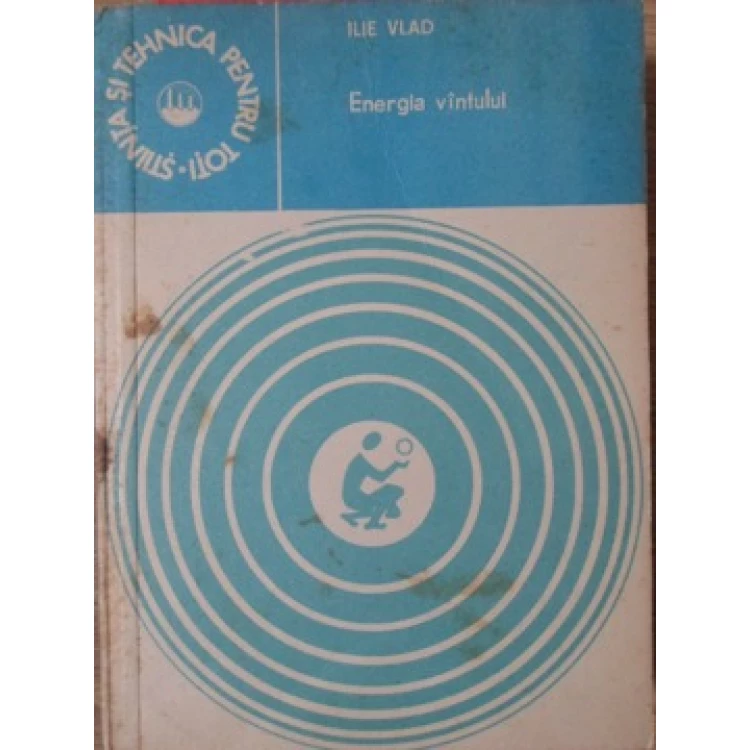 ILIE VLAD
Energia vîntului
ȘTIINȚA ȘI TEHNICA PENTRU TOȚI •